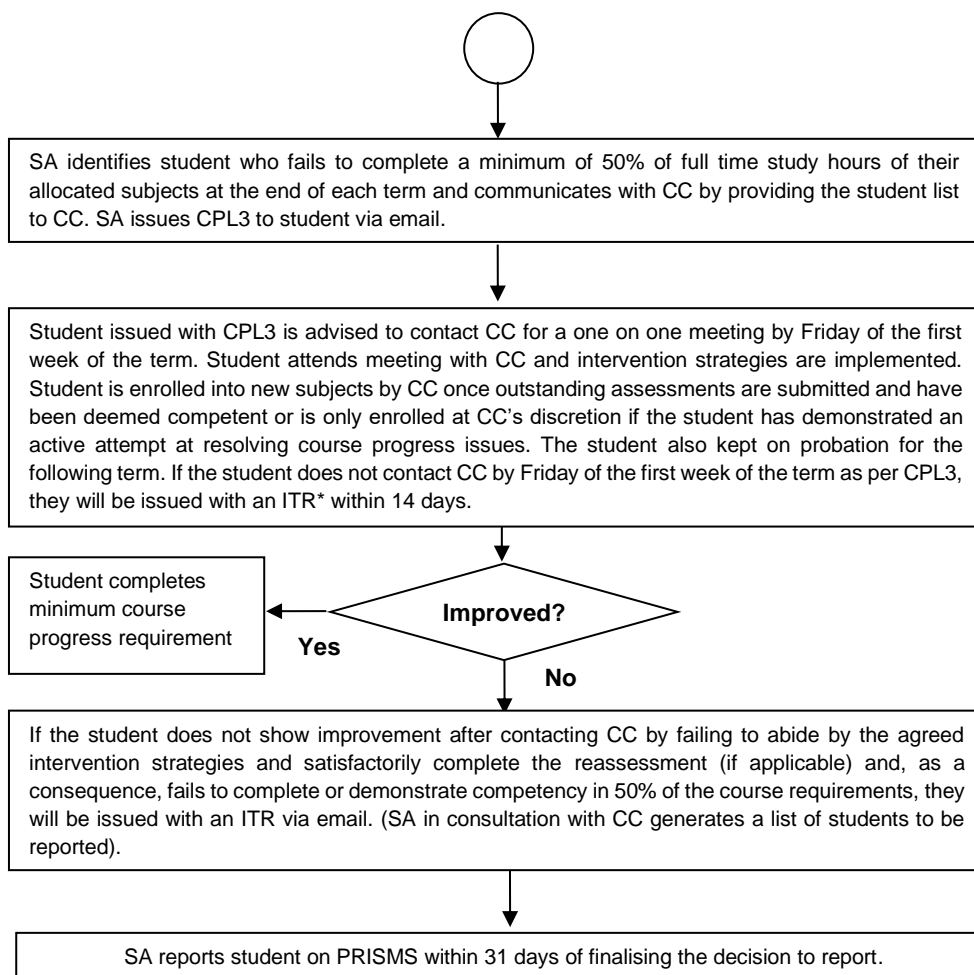 SA identifies student who fails to complete a minimum of 50% of full time study hours of their
allocated subjects at the end of each term and communicates with CC by providing the student list
to CC. SA issues CPL3 to student via email.
Student issued with CPL3 is advised to contact CC for a one on one meeting by Friday of the first
week of the term. Student attends meeting with CC and intervention strategies are implemented.
Student is enrolled into new subjects by CC once outstanding assessments are submitted and have
been deemed competent or is only enrolled at CC’s discretion if the student has demonstrated an
active attempt at resolving course progress issues. The student also kept on probation for the
following term. If the student does not contact CC by Friday of the first week of the term as per CPL3,
they will be issued with an ITR* within 14 days.
Improved?
Yes
Student completes
minimum course
progress requirement
No
If the student does not show improvement after contacting CC by failing to abide by the agreed
intervention strategies and satisfactorily complete the reassessment (if applicable) and, as a
consequence, fails to complete or demonstrate competency in 50% of the course requirements, they
will be issued with an ITR via email. (SA in consultation with CC generates a list of students to be
reported).
SA reports student on PRISMS within 31 days of finalising the decision to report.